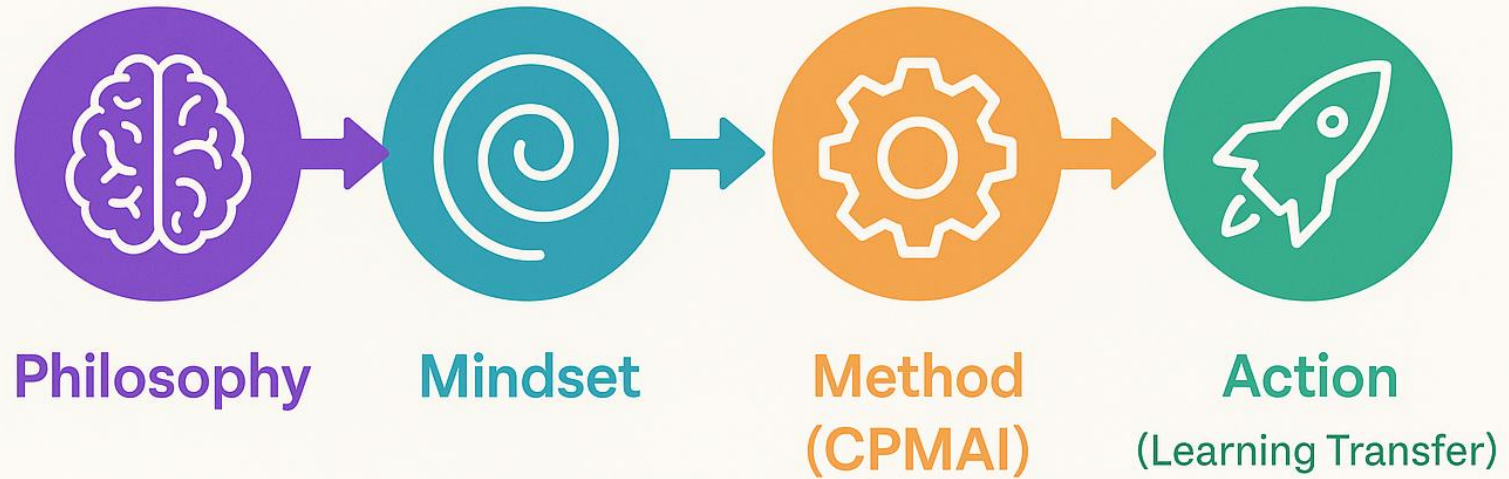 Philosophy
Mindset
Method
(CPMAI)
Action
(Learning Transfer)